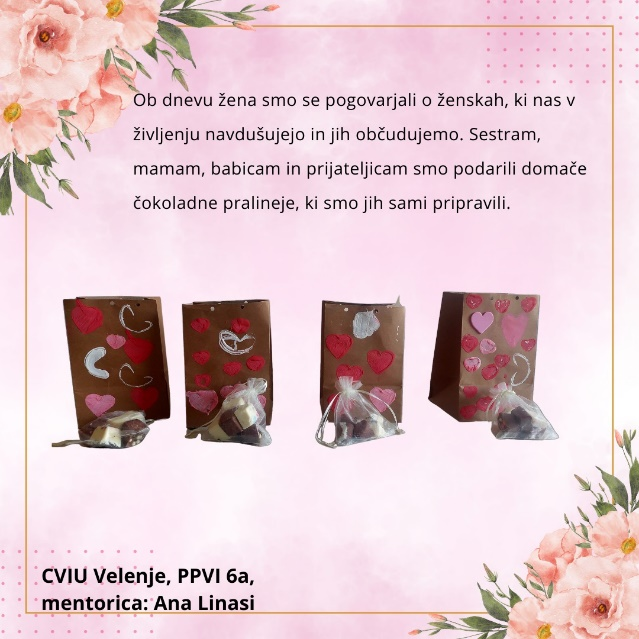 Ob dnevu žena smo se pogovarjali o ženskah, ki nas v
življenju navdušujejo in jih občudujemo. Sestram,
mamam, babicam in prijateljicam smo podarili domače
čokoladne pralineje, ki smo jih sami pripravili.
CVIU Velenje, PPVI 6a,
mentorica: Ana Linasi